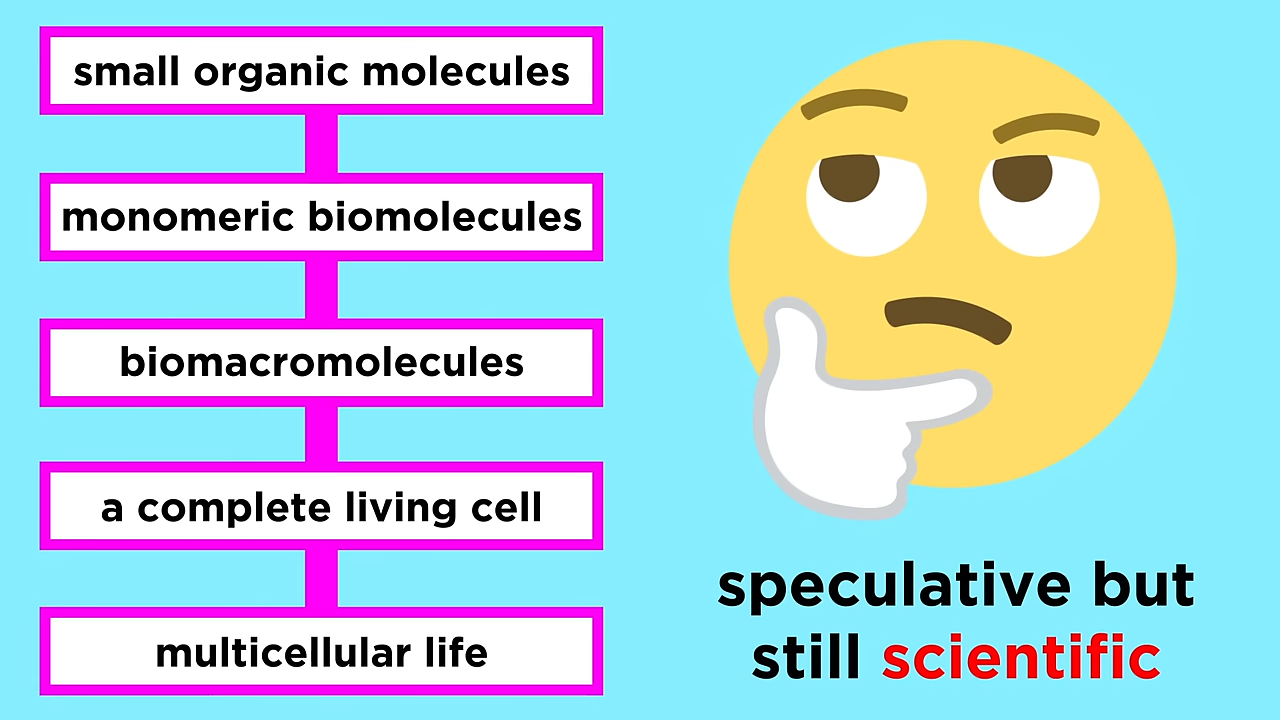 small organic molecules
monomeric biomolecules
biomacromolecules
a complete living cell
multicellular life
speculative but
still scientific